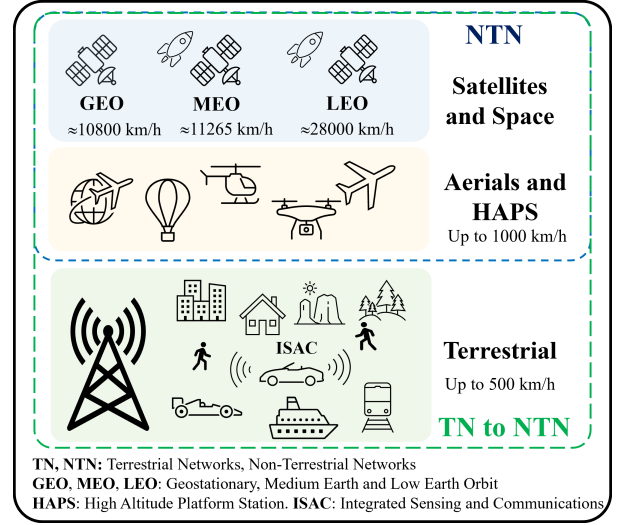 NTN
GEO
MEO
LEO
≈10800 km/h
≈11265 km/h
≈28000 km/h
Satellites
and Space
Aerials and
HAPS
Up to 1000 km/h
ISAC
Terrestrial
Up to 500 km/h
TN to NTN
TN, NTN: Terrestrial Networks, Non-Terrestrial Networks
GEO, MEO, LEO: Geostationary, Medium Earth and Low Earth Orbit
HAPS: High Altitude Platform Station. ISAC: Integrated Sensing and Communications